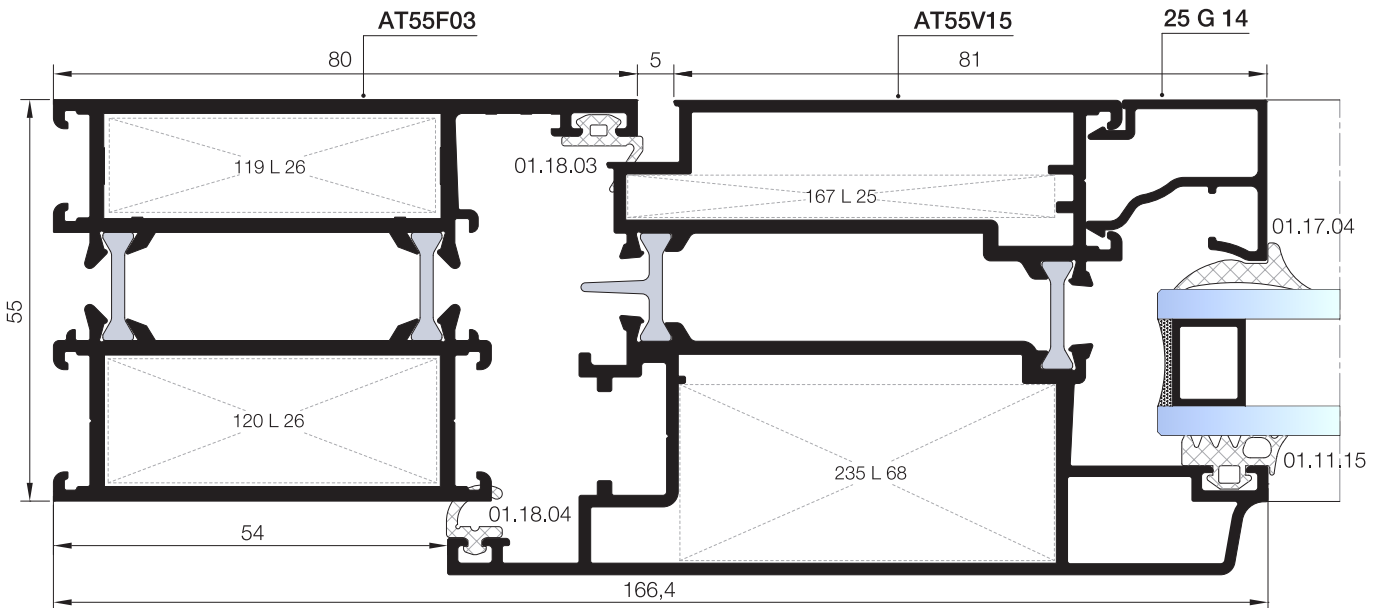 AT55F03
AT55V15
25 G 14
80
5
81
119 L 26
01.18.03
167 L 25
01.17.04
55
120 L 26
235 L 68
01.11.15
01.18.04
54
166,4